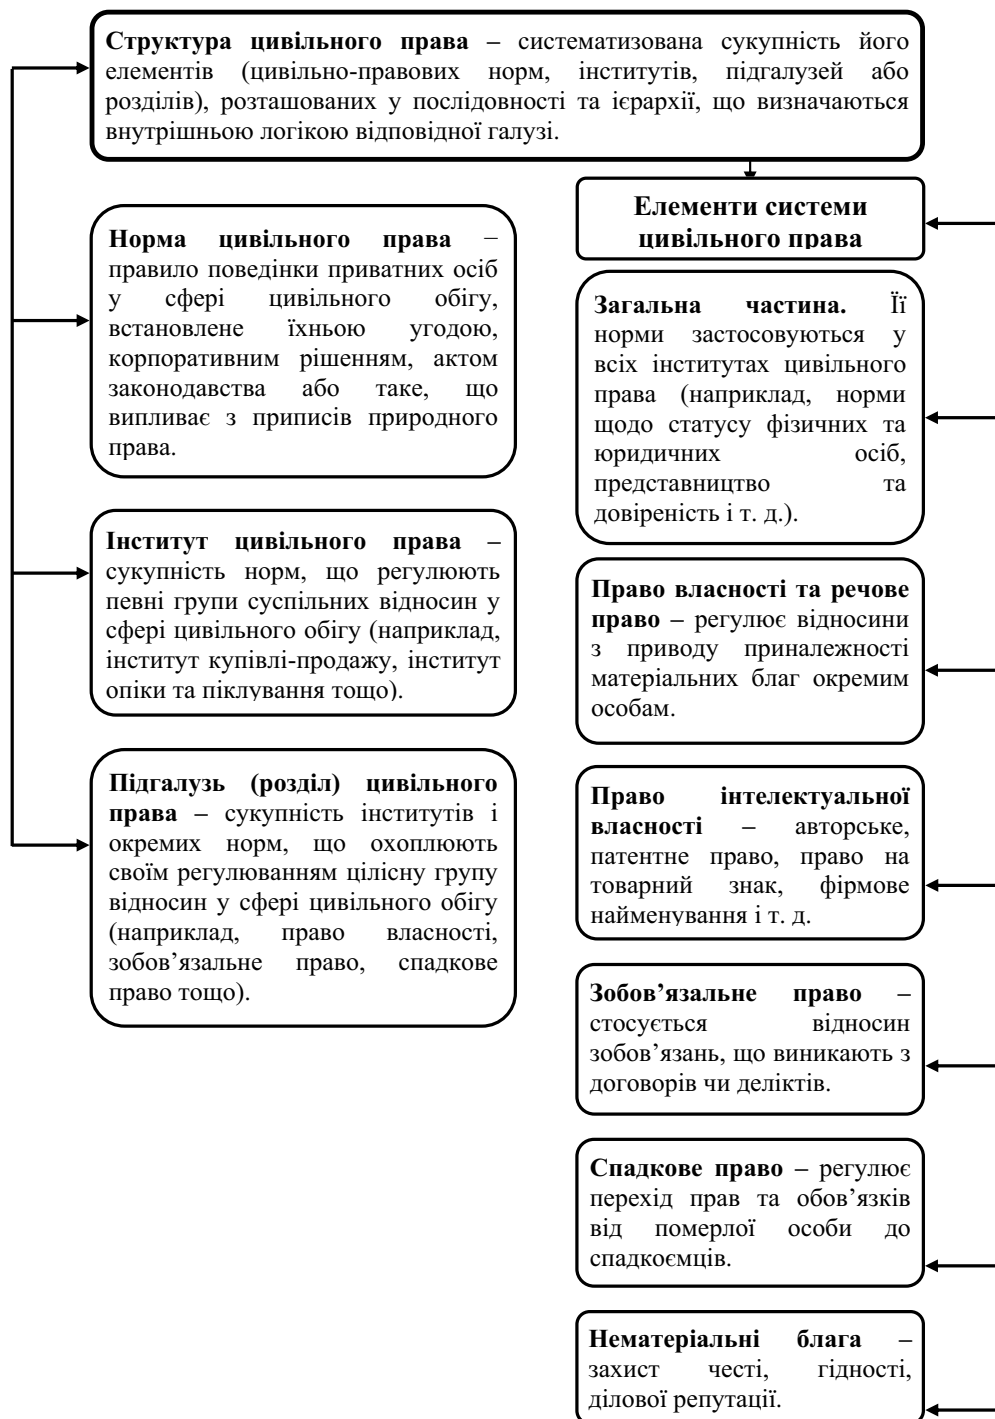 Структура цивільного права – систематизована сукупність його
елементів (цивільно-правових норм, інститутів, підгалузей або
розділів), розташованих у послідовності та ієрархії, що визначаються
внутрішньою логікою відповідної галузі.
Норма цивільного права –
правило поведінки приватних осіб
у сфері цивільного обігу,
встановлене їхньою угодою,
корпоративним рішенням, актом
законодавства або таке, що
випливає з приписів природного
права.
Інститут цивільного права –
сукупність норм, що регулюють
певні групи суспільних відносин у
сфері цивільного обігу (наприклад,
інститут купівлі-продажу, інститут
опіки та піклування тощо).
Підгалузь (розділ) цивільного
права – сукупність інститутів і
окремих норм, що охоплюють
своїм регулюванням цілісну групу
відносин у сфері цивільного обігу
(наприклад, право власності,
зобов’язальне право, спадкове
право тощо).
Елементи системи
цивільного права
Загальна частина. Її
норми застосовуються у
всіх інститутах цивільного
права (наприклад, норми
щодо статусу фізичних та
юридичних осіб,
представництво та
довіреність і т. д.).
Право власності та речове
право – регулює відносини
з приводу приналежності
матеріальних благ окремим
особам.
Право інтелектуальної
власності – авторське,
патентне право, право на
товарний знак, фірмове
найменування і т. д.
Зобов’язальне право –
стосується відносин
зобов’язань, що виникають з
договорів чи деліктів.
Спадкове право – регулює
перехід прав та обов’язків
від померлої особи до
спадкоємців.
Нематеріальні блага –
захист честі, гідності,
ділової репутації.